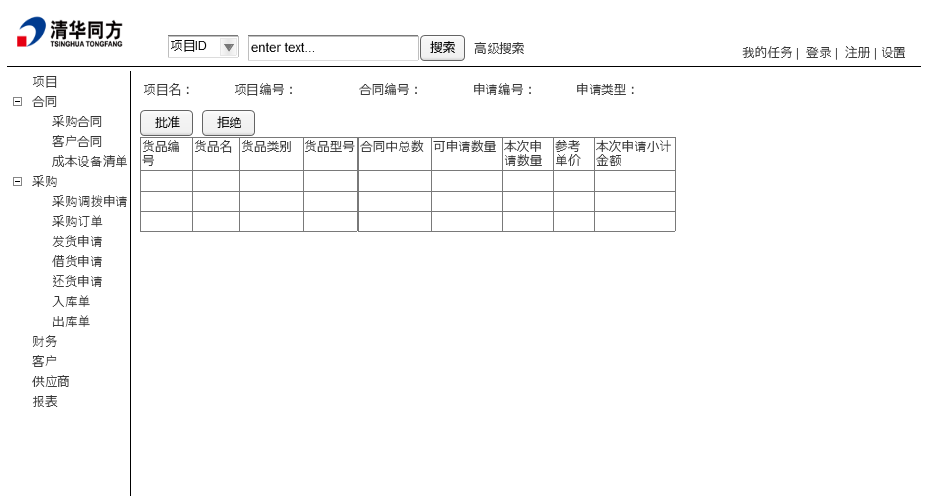 清华同方
TSINGHUA TONGFANG
项目ID
enter text...
搜索
高级搜索
我的任务 | 登录 | 注册 | 设置
项目
合同
采购合同
客户合同
成本设备清单
采购
采购调拨申请
采购订单
发货申请
借货申请
还货申请
入库单
出库单
财务
客户
供应商
报表
项目名： 项目编号： 合同编号： 申请编号： 申请类型：
批准 拒绝
货品编
号
货品名
货品类别
货品型号
合同中总数
可申请数量
本次申
请数量
参考
单价
本次申请小计
金额